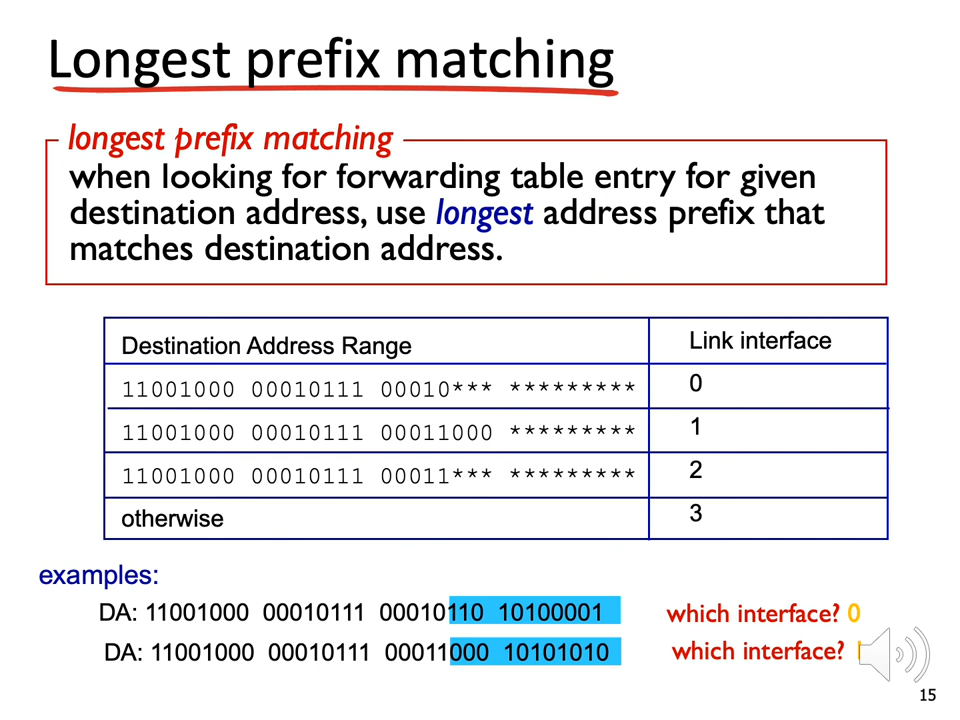 Longest prefix matching
longest prefix matching
when looking for forwarding table entry for given
destination address, use longest address prefix that
matches destination address.
Destination Address Range Link interface
11001000 00010111 00010*** ********* 0
11001000 00010111 00011000 ********* 1
11001000 00010111 00011*** ********* 2
otherwise 3
examples:
DA: 11001000 00010111 00010110 10100001 which interface? 0
DA: 11001000 00010111 00011000 10101010 which interface?
15